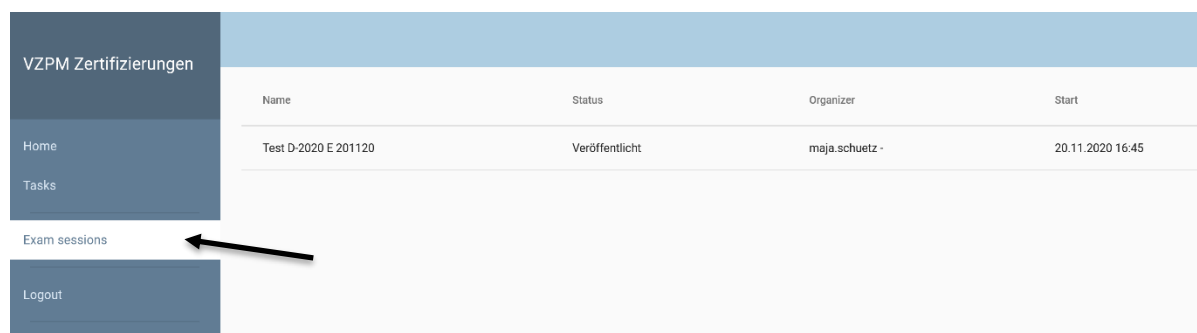 VZPM Zertifizierungen
Name Status Organizer Start
Home
Test D-2020 E 201120 Veröffentlicht maja.schuetz - 20.11.2020 16:45
Tasks
Exam sessions
Logout